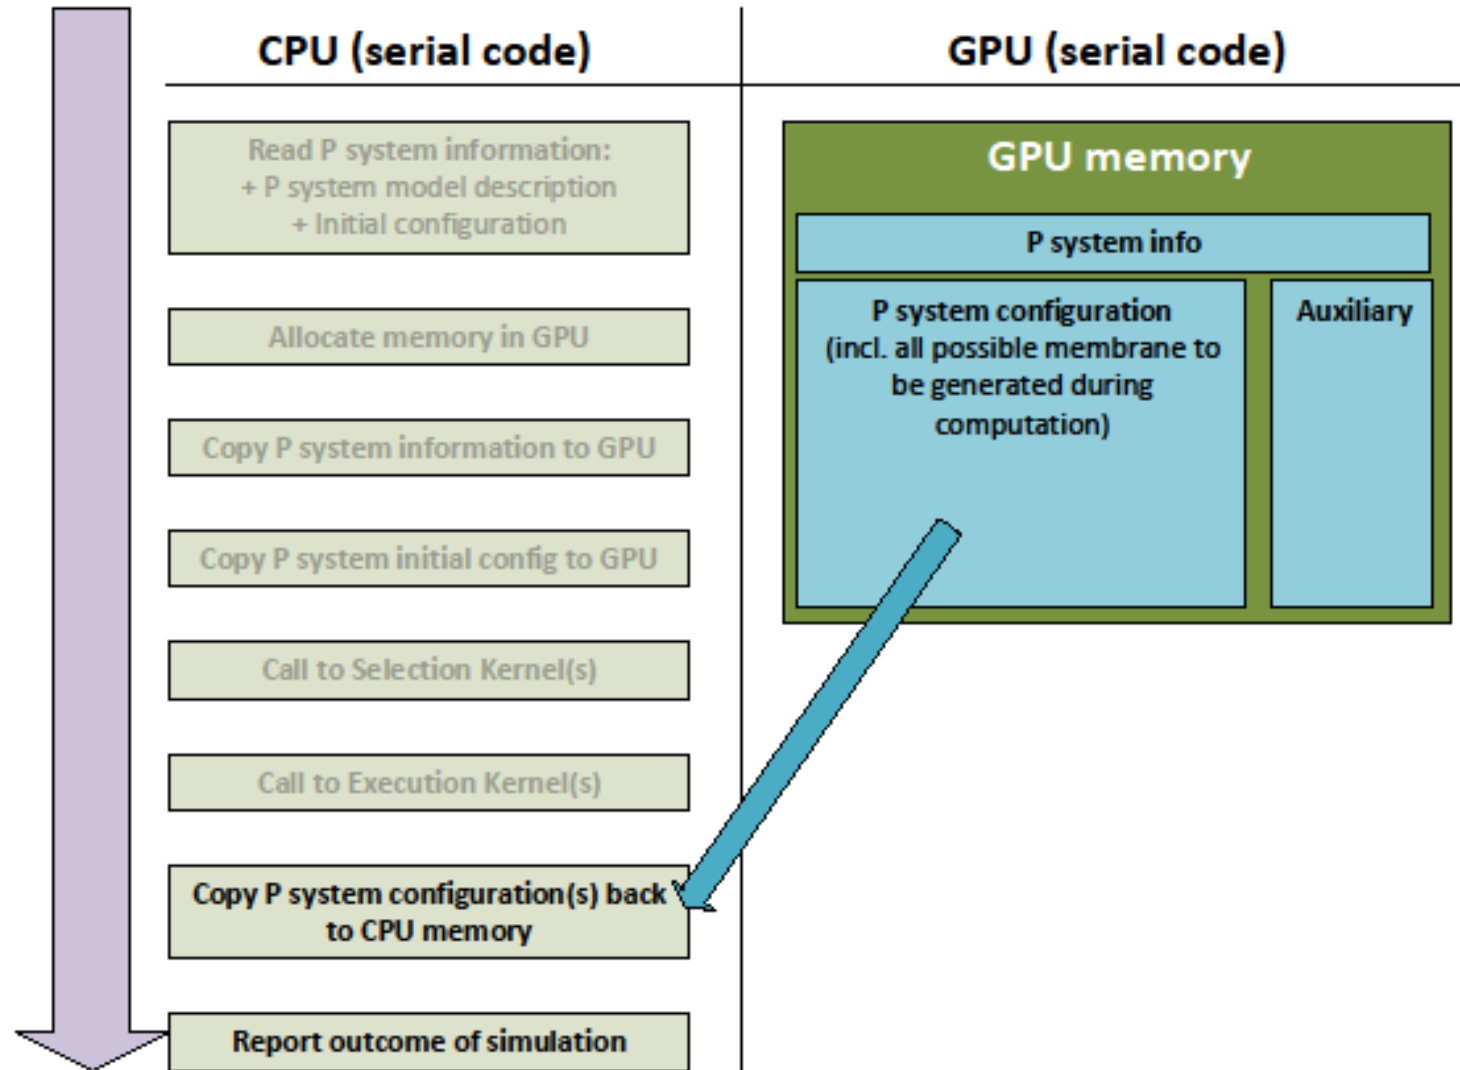 CPU (serial code)
GPU (serial code)
Read P system information:
+ P system model description
+ Initial configuration
Allocate memory in GPU
Copy P system information to GPU
Copy P system initial config to GPU
Call to Selection Kernel(s)
Call to Execution Kernel(s)
Copy P system configuration(s) back
to CPU memory
Report outcome of simulation
GPU memory
P system info
P system configuration
(incl. all possible membrane to
be generated during
computation)
Auxiliary